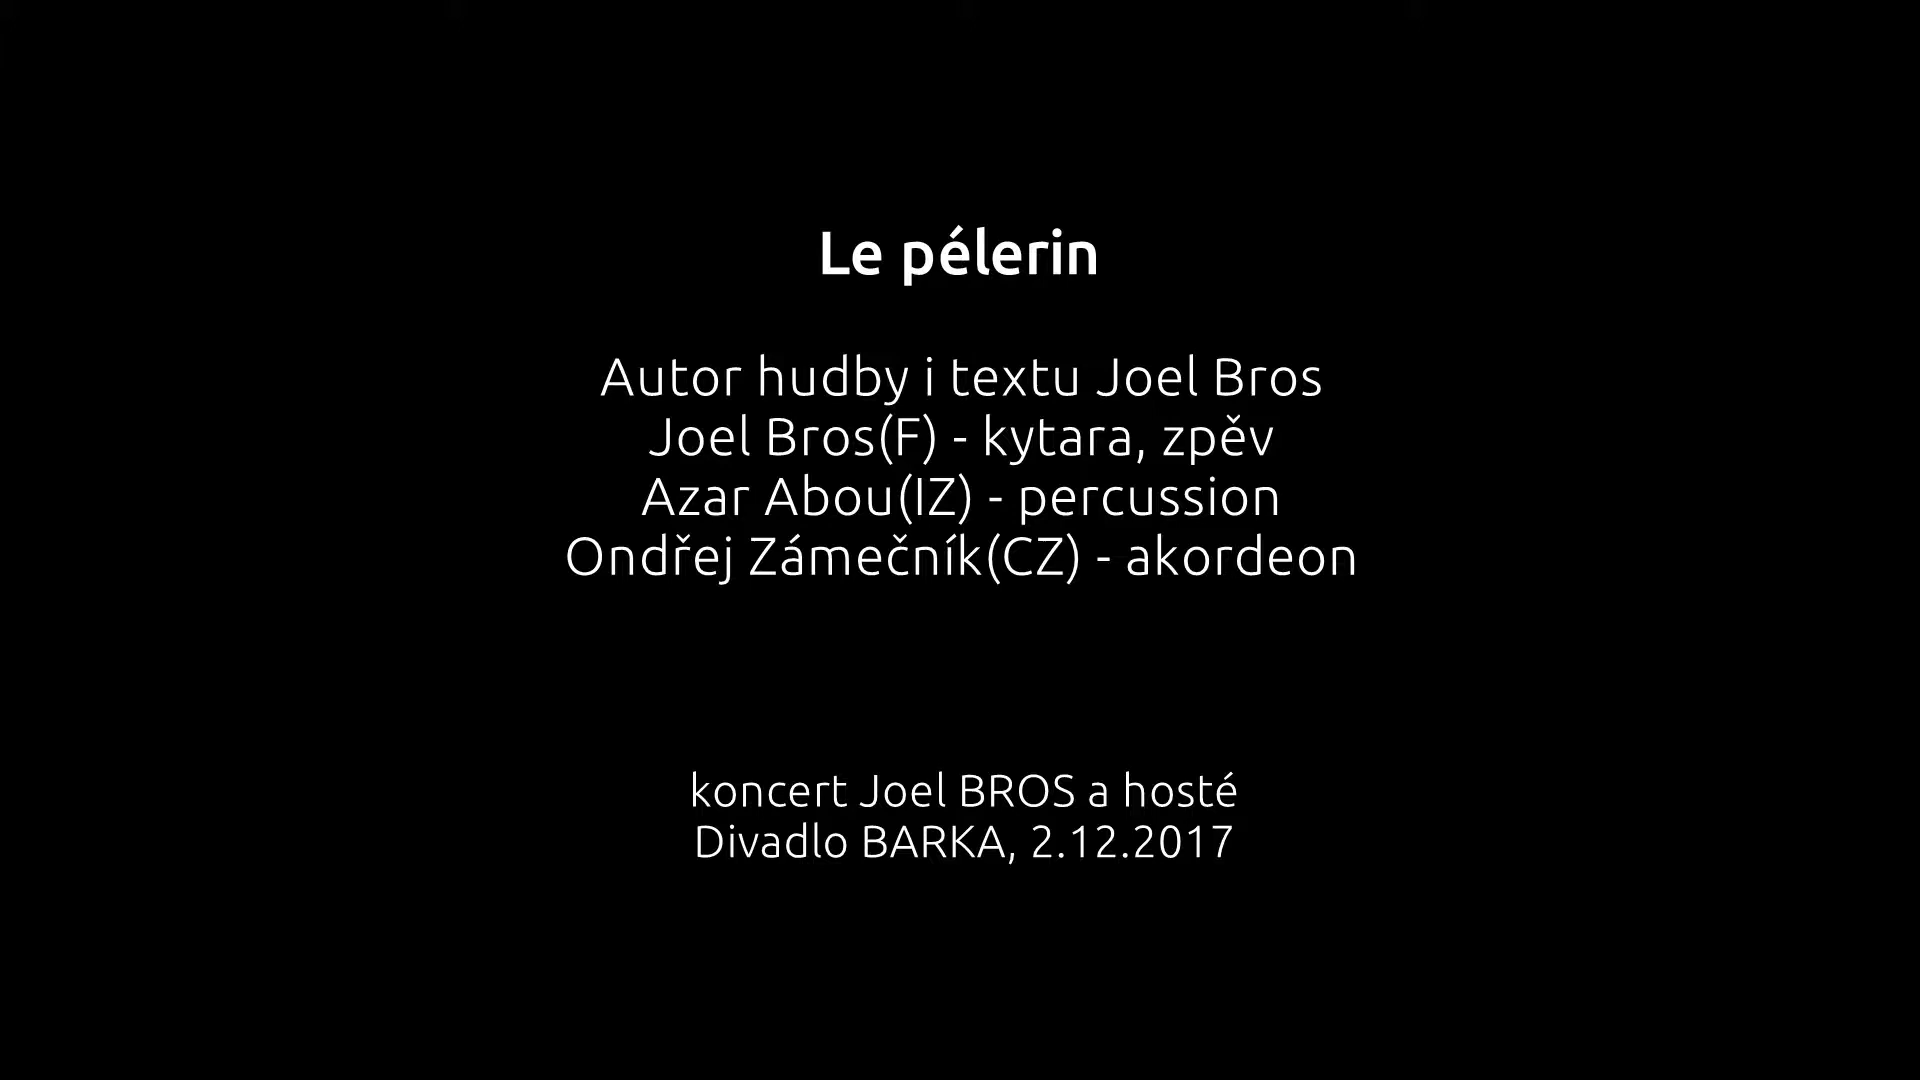 Le pélerin
Autor hudby i textu Joel Bros
Joel Bros(F) - kytara, zpěv
Azar Abou(IZ) - percussion
Ondřej Zámečník(CZ) - akordeon
koncert Joel BROS a hosté
Divadlo BARKA, 2.12.2017